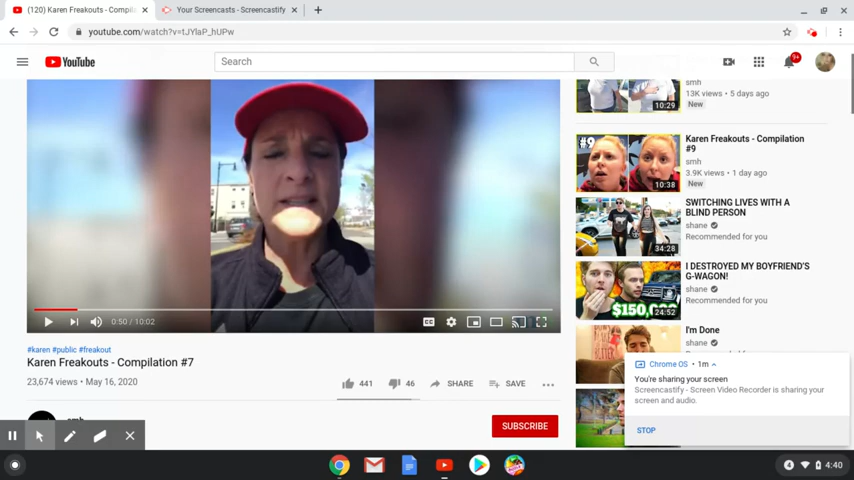 (120) Karen Freakouts - Compila
Your Screencasts - Screencastify
youtube.com/watch?v=tJYlaP_hUPw
YouTube
Search
9+
10:29
smh
13K views • 5 days ago
New
#9
10:38
Karen Freakouts - Compilation
#9
smh
3.9K views • 1 day ago
New
34:28
SWITCHING LIVES WITH A
BLIND PERSON
shane
Recommended for you
$150,000
24:52
I DESTROYED MY BOYFRIEND'S
G-WAGON!
shane
Recommended for you
I'm Done
shane
0:50 / 10:02
CC
#karen #public #freakout
Karen Freakouts - Compilation #7
23,674 views • May 16, 2020
441
46
SHARE
SAVE
SUBSCRIBE
Chrome OS • 1m
You're sharing your screen
Screencastify - Screen Video Recorder is sharing your
screen and audio.
STOP
4
4:40